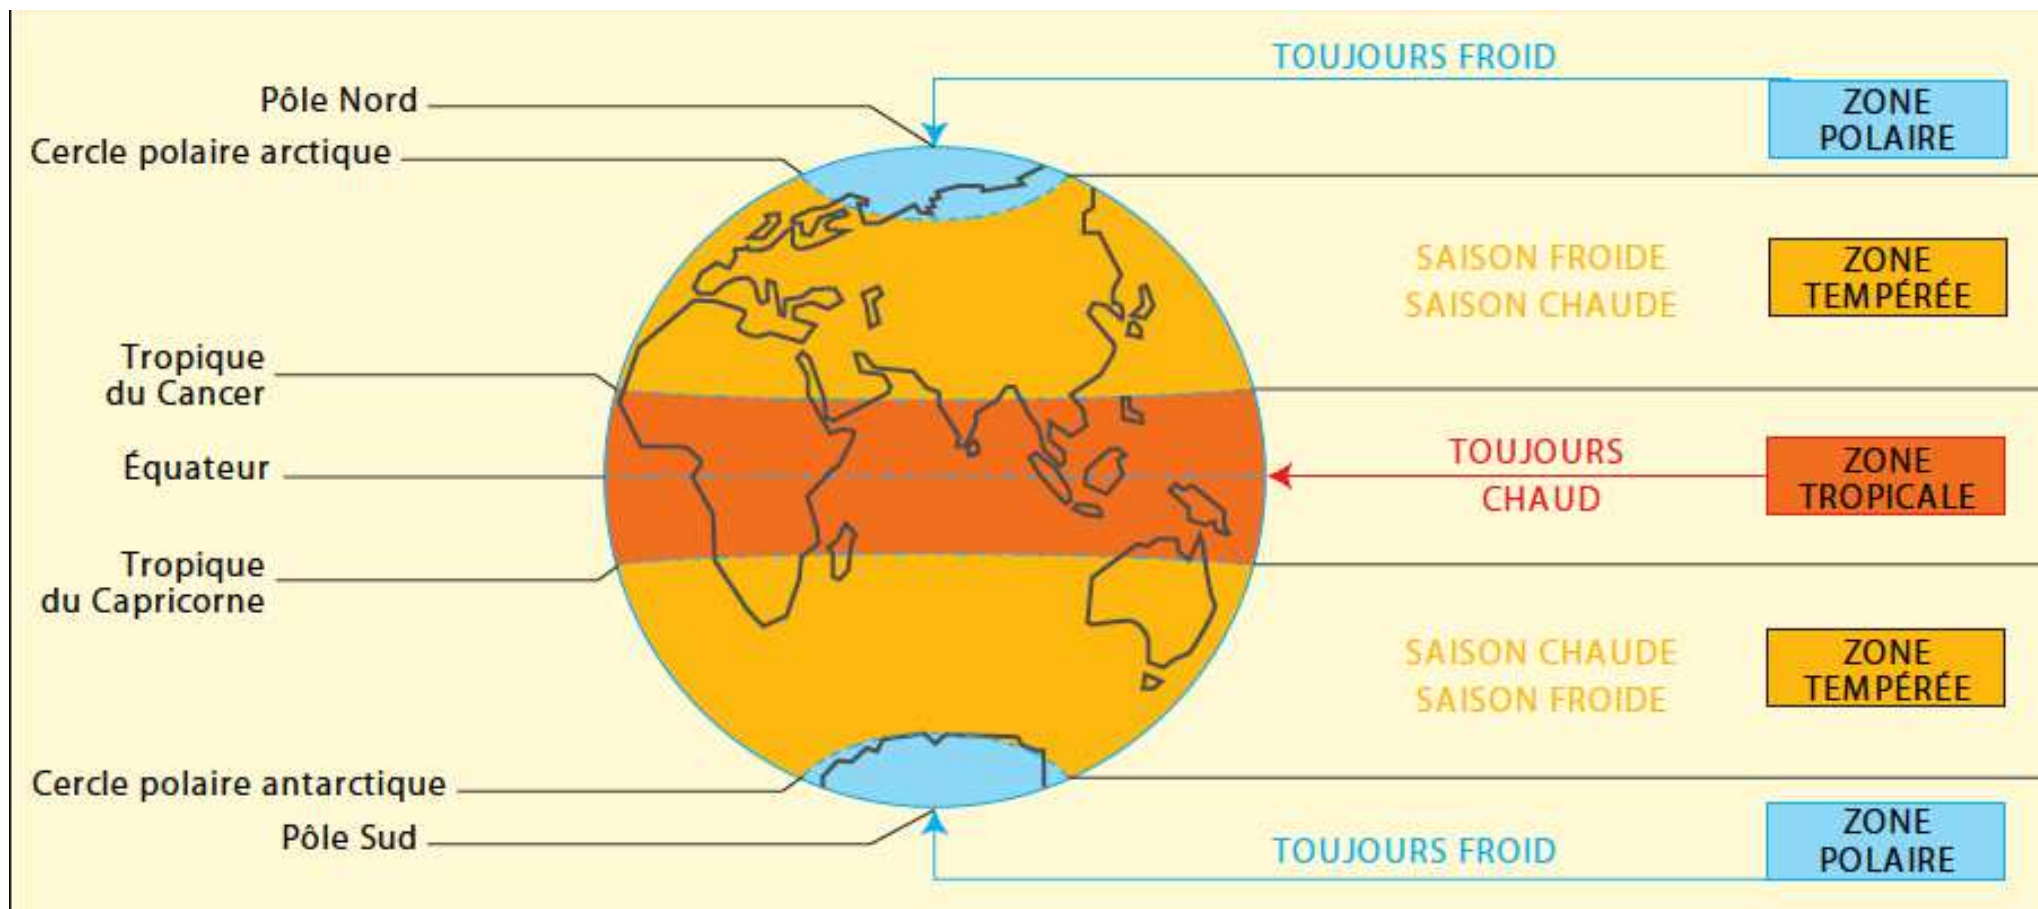 TOUJOURS FROID
ZONE
POLAIRE
Pôle Nord
Cercle polaire arctique
SAISON FROIDE
SAISON CHAUDE
ZONE
TEMPÉRÉE
Tropique
du Cancer
Équateur
TOUJOURS
CHAUD
ZONE
TROPICALE
Tropique
du Capricorne
SAISON CHAUDE
SAISON FROIDE
ZONE
TEMPÉRÉE
Cercle polaire antarctique
Pôle Sud
TOUJOURS FROID
ZONE
POLAIRE